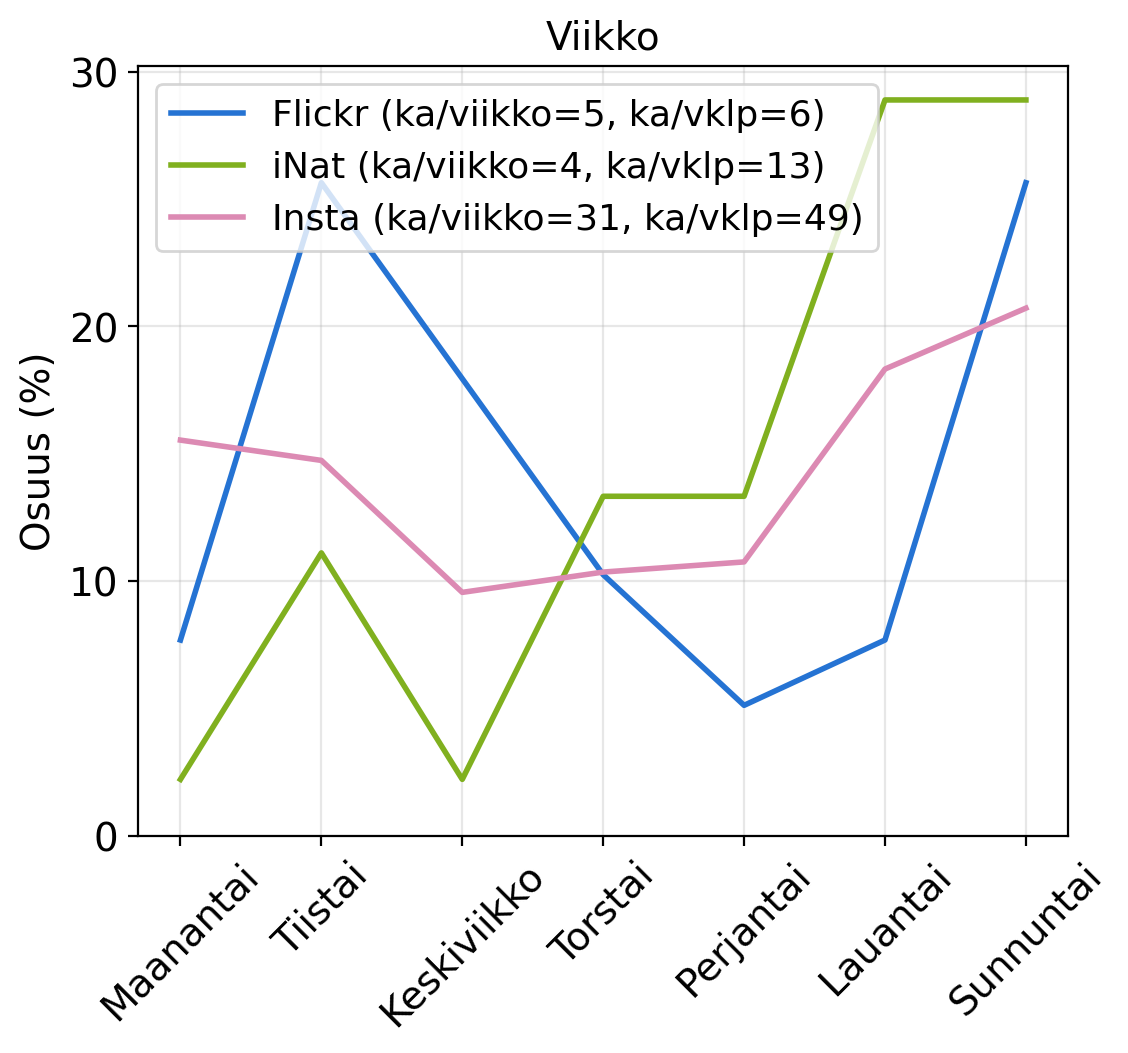 Viikko
Flickr (ka/viikko=5, ka/vklp=6)
iNat (ka/viikko=4, ka/vklp=13)
Insta (ka/viikko=31, ka/vklp=49)
Osuus (%)
30
20
10
0
Maanantai
Tiistai
Keskiviikko
Torstai
Perjantai
Lauantai
Sunnuntai